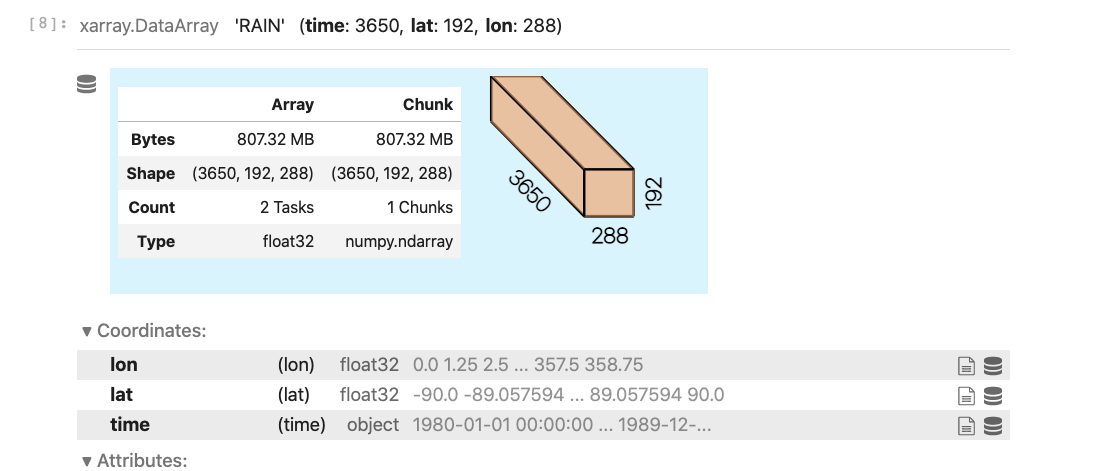 [8]: xarray.DataArray 'RAIN' (time: 3650, lat: 192, lon: 288)
Array Chunk
Bytes 807.32 MB 807.32 MB
Shape (3650, 192, 288) (3650, 192, 288)
Count 2 Tasks 1 Chunks
Type float32 numpy.ndarray
3650
192
288
▼ Coordinates:
lon (lon) float32 0.0 1.25 2.5 ... 357.5 358.75
lat (lat) float32 -90.0 -89.057594 ... 89.057594 90.0
time (time) object 1980-01-01 00:00:00 ... 1989-12-...
▼ Attributes: